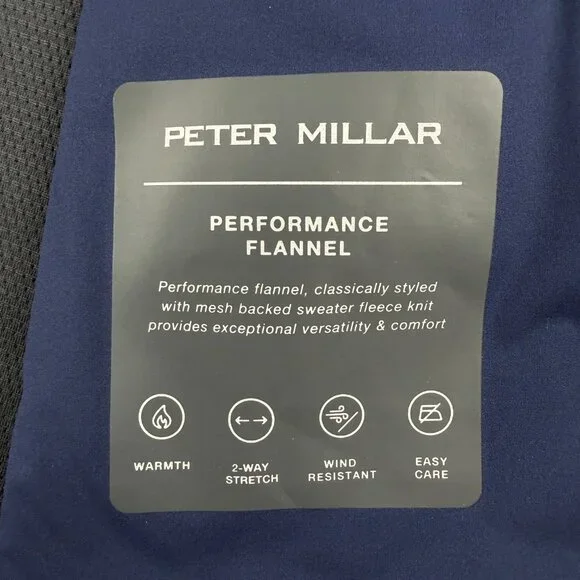 PETER MILLAR
PERFORMANCE
FLANNEL
Performance flannel, classically styled
with mesh backed sweater fleece knit
provides exceptional versatility & comfort
WARMTH
2-WAY
STRETCH
WIND
RESISTANT
EASY
CARE